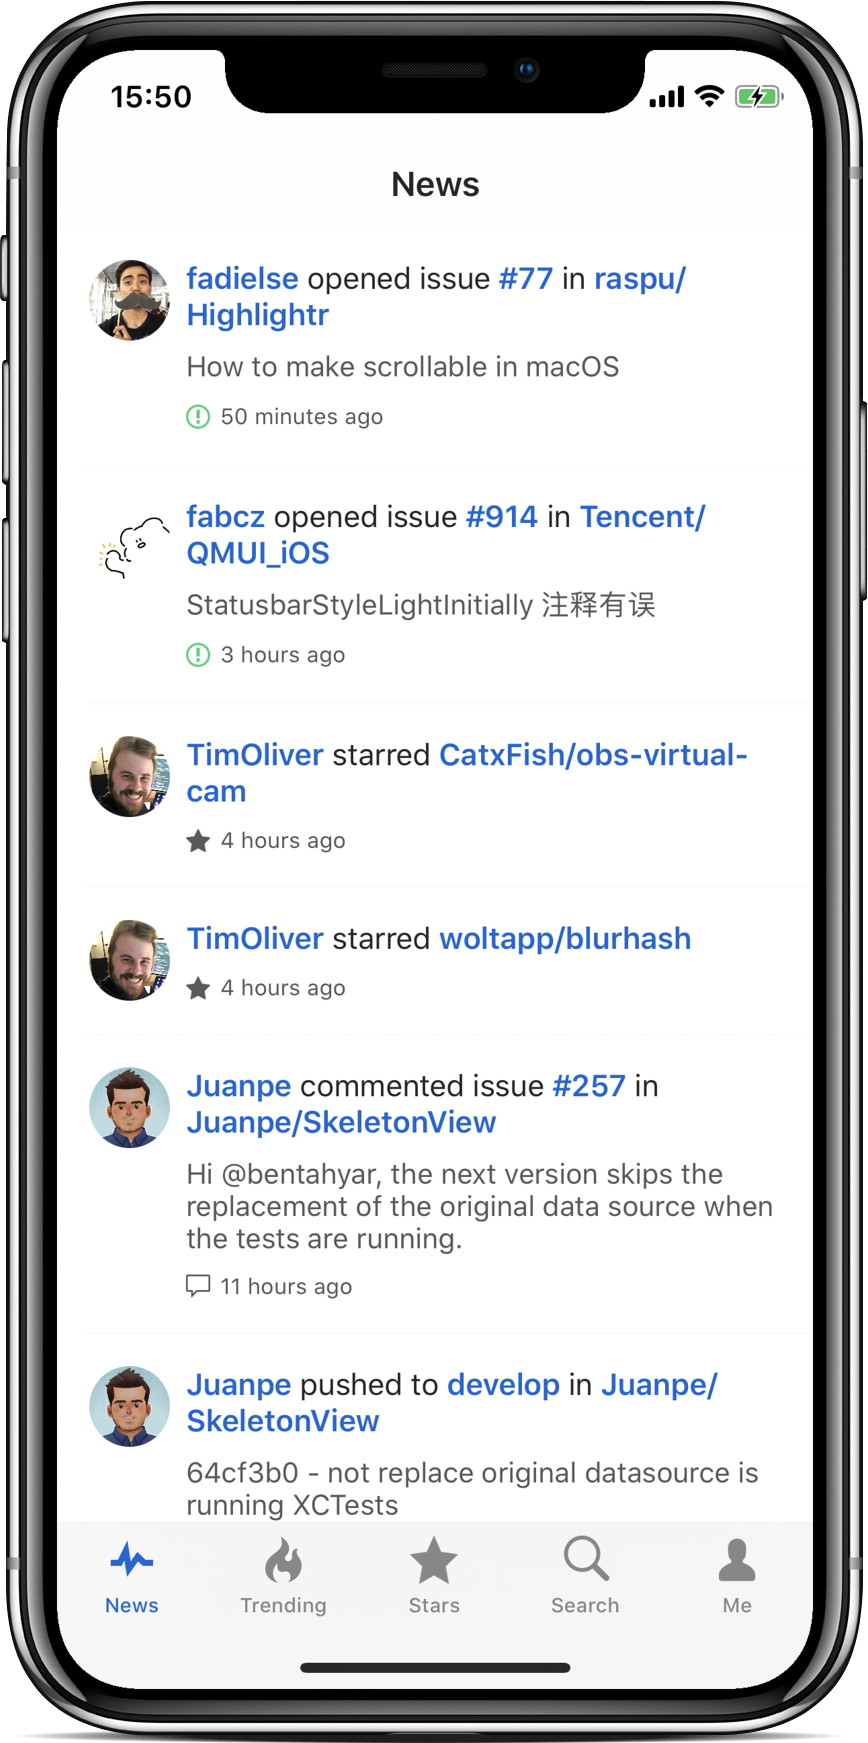 15:50
News
fadielse opened issue #77 in raspu/
Highlightr
How to make scrollable in macOS
50 minutes ago
fabcz opened issue #914 in Tencent/
QMUI_iOS
StatusbarStyleLightInitially 注释有误
3 hours ago
TimOliver starred CatxFish/obs-virtual-
cam
4 hours ago
TimOliver starred woltapp/blurhash
4 hours ago
Juanpe commented issue #257 in
Juanpe/SkeletonView
Hi @bentahyar, the next version skips the
replacement of the original data source when
the tests are running.
11 hours ago
Juanpe pushed to develop in Juanpe/
SkeletonView
64cf3b0 - not replace original datasource is
running XCTests
News
Trending
Stars
Search
Me